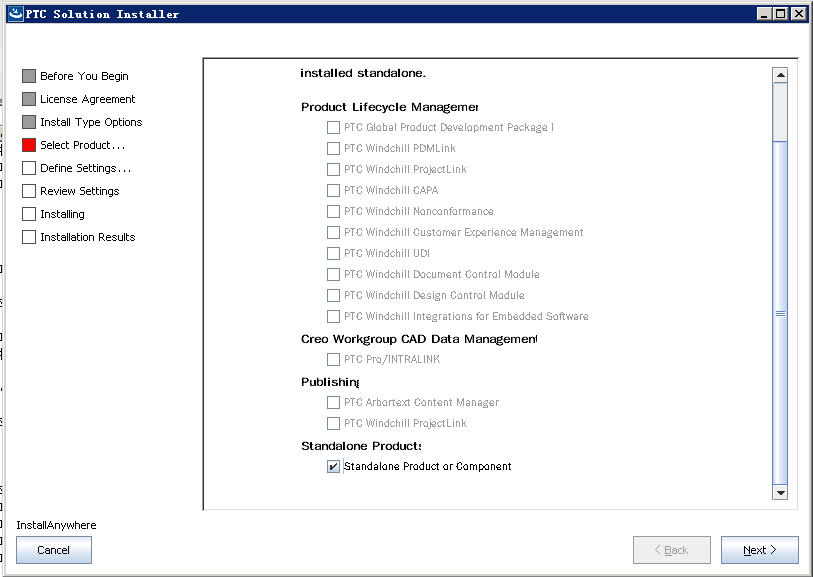 PTC Solution Installer
Before You Begin
License Agreement
Install Type Options
Select Product...
Define Settings...
Review Settings
Installing
Installation Results
installed standalone.
Product Lifecycle Managemen
PTC Global Product Development Package I
PTC Windchill PDMLink
PTC Windchill ProjectLink
PTC Windchill CAPA
PTC Windchill Nonconformance
PTC Windchill Customer Experience Management
PTC Windchill UDI
PTC Windchill Document Control Module
PTC Windchill Design Control Module
PTC Windchill Integrations for Embedded Software
Creo Workgroup CAD Data Management
PTC Pro/INTRALINK
Publishing
PTC Arbortext Content Manager
PTC Windchill ProjectLink
Standalone Products
Standalone Product or Component
InstallAnywhere
Cancel
< Back
Next >